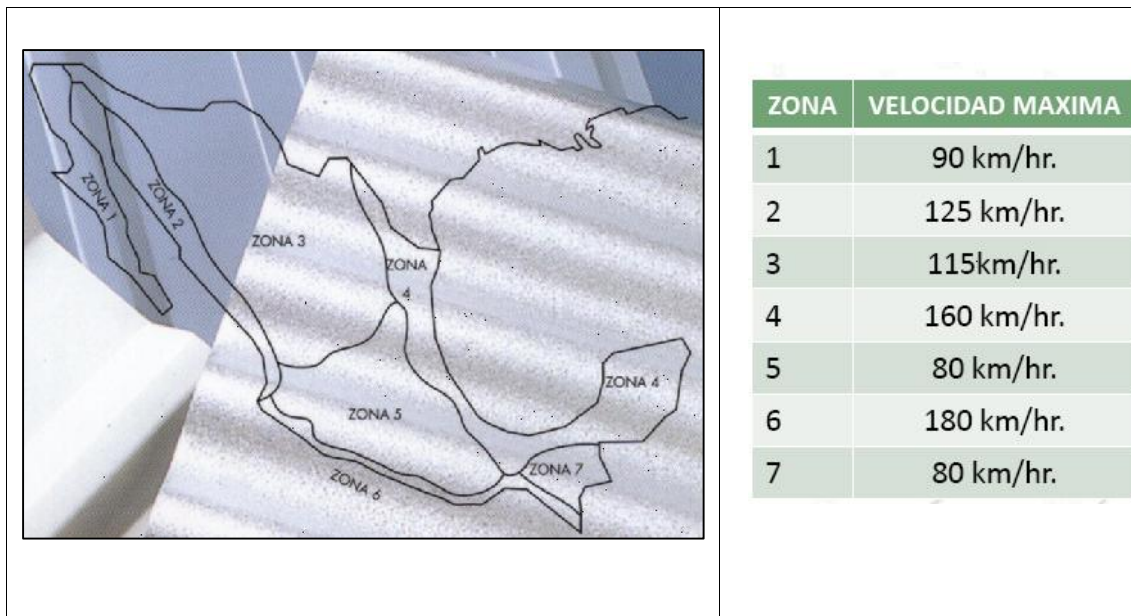 ZONA 1
ZONA 2
ZONA 3
ZONA
4
ZONA 4
ZONA 5
ZONA 6
ZONA 7
ZONA VELOCIDAD MAXIMA
1 90 km/hr.
2 125 km/hr.
3 115km/hr.
4 160 km/hr.
5 80 km/hr.
6 180 km/hr.
7 80 km/hr.